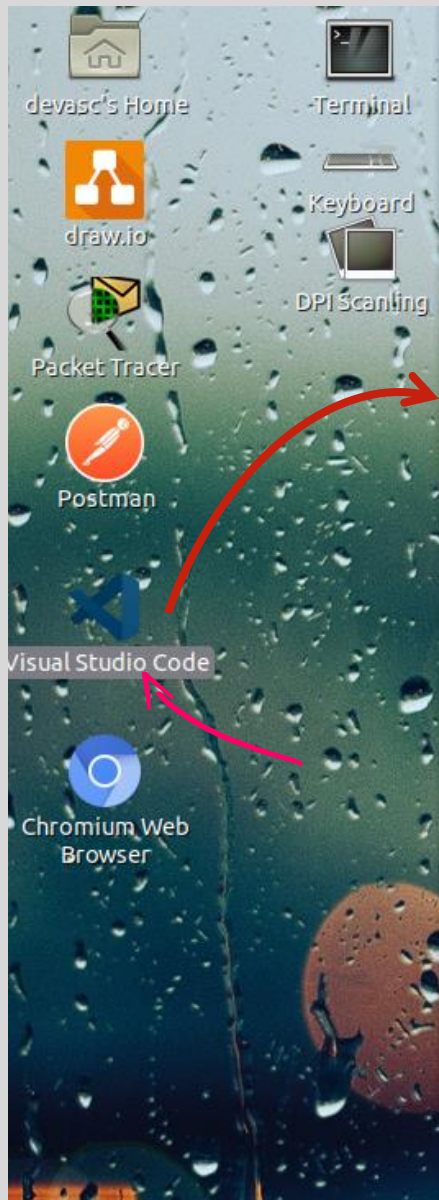 devasc's Home
Terminal
draw.io
Keyboard
DPI Scanling
Packet Tracer
Postman
Visual Studio Code
Chromium Web
Browser